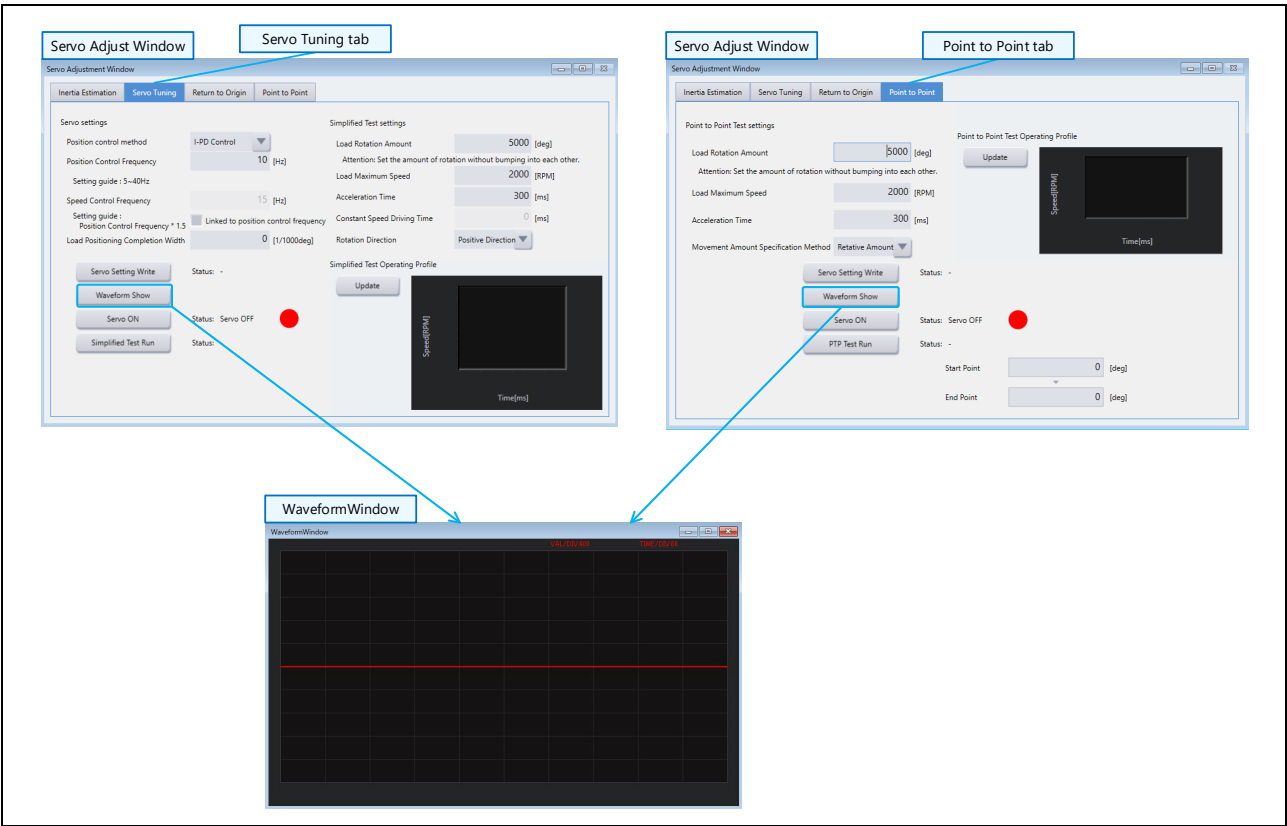 Servo Adjust Window
Servo Tuning tab
Servo Adjustment Window
Inertia Estimation
Servo Tuning
Return to Origin
Point to Point
Servo settings
Position control method
I-PD Control
Position Control Frequency
10 [Hz]
Setting guide : 5~40Hz
Speed Control Frequency
15 [Hz]
Setting guide :
Position Control Frequency * 1.5
Linked to position control frequency
Load Positioning Completion Width
0 [1/1000deg]
Servo Setting Write
Status: -
Waveform Show
Servo ON
Status: Servo OFF
Simplified Test Run
Status:
Simplified Test settings
Load Rotation Amount
5000 [deg]
Attention: Set the amount of rotation without bumping into each other.
Load Maximum Speed
2000 [RPM]
Acceleration Time
300 [ms]
Constant Speed Driving Time
0 [ms]
Rotation Direction
Positive Direction
Simplified Test Operating Profile
Update
Speed[RPM]
Time[ms]
Servo Adjust Window
Point to Point tab
Servo Adjustment Window
Inertia Estimation
Servo Tuning
Return to Origin
Point to Point
Point to Point Test settings
Load Rotation Amount
5000 [deg]
Attention: Set the amount of rotation without bumping into each other.
Load Maximum Speed
2000 [RPM]
Acceleration Time
300 [ms]
Movement Amount Specification Method
Retative Amount
Point to Point Test Operating Profile
Update
Speed[RPM]
Time[ms]
Servo Setting Write
Status: -
Waveform Show
Servo ON
Status: Servo OFF
PTP Test Run
Status: -
Start Point
0 [deg]
End Point
0 [deg]
WaveformWindow
WaveformWindow